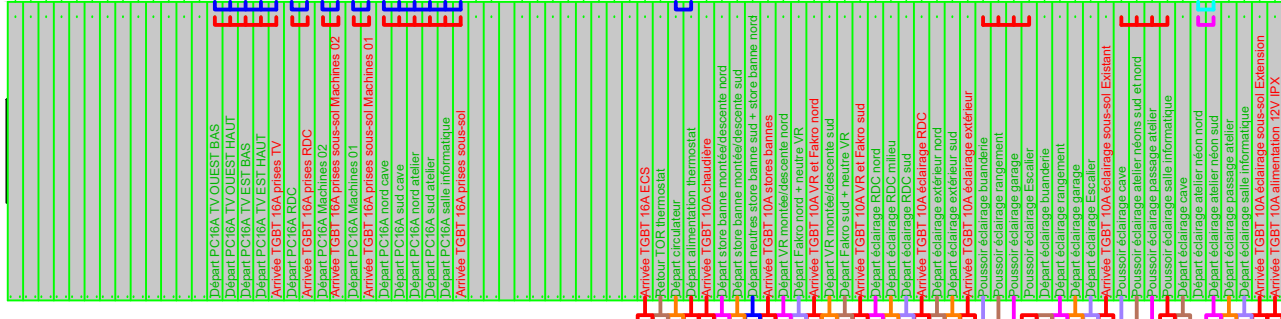 Départ PC16A TV OUEST BAS
Départ PC16A TV OUEST HAUT
Départ PC16A TV EST BAS
Départ PC16A TV EST HAUT
Arrivée TGBT 16A prises TV
Départ PC16A RDC
Arrivée TGBT 16A prises RDC
Départ PC16A Machines 02
Arrivée TGBT 16A prises sous-sol Machines 02
Départ PC16A Machines 01
Arrivée TGBT 16A prises sous-sol Machines 01
Départ PC16A nord cave
Départ PC16A sud cave
Départ PC16A nord atelier
Départ PC16A sud atelier
Départ PC16A salle informatique
Arrivée TGBT 16A prises sous-sol
Arrivée TGBT 16A ECS
Retour TOR thermostat
Départ circulateur
Départ alimentation thermostat
Arrivée TGBT 10A chaudière
Départ store banne montée/descente nord
Départ store banne montée/descente sud
Départ neutres store banne sud + store banne nord
Arrivée TGBT 10A stores bannes
Départ VR montée/descente nord
Départ Fakro nord + neutre VR
Arrivée TGBT 10A VR et Fakro nord
Départ VR montée/descente sud
Départ Fakro sud + neutre VR
Arrivée TGBT 10A VR et Fakro sud
Départ éclairage RDC nord
Départ éclairage RDC milieu
Départ éclairage RDC sud
Arrivée TGBT 10A éclairage RDC
Départ éclairage extérieur nord
Départ éclairage extérieur sud
Arrivée TGBT 10A éclairage extérieur
Poussoir éclairage buanderie
Poussoir éclairage rangement
Poussoir éclairage garage
Poussoir éclairage Escalier
Départ éclairage buanderie
Départ éclairage rangement
Départ éclairage garage
Départ éclairage Escalier
Arrivée TGBT 10A éclairage sous-sol Existant
Poussoir éclairage cave
Poussoir éclairage atelier néons sud et nord
Poussoir éclairage passage atelier
Poussoir éclairage salle informatique
Départ éclairage cave
Départ éclairage atelier néon nord
Départ éclairage atelier néon sud
Départ éclairage passage atelier
Départ éclairage salle informatique
Arrivée TGBT 10A éclairage sous-sol Extension
Arrivée TGBT 10A alimentation 12V IPX